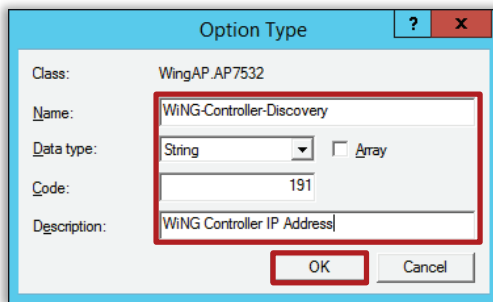 Option Type
? x
Class: WingAP.AP7532
Name: WiNG-Controller-Discovery
Data type: String Array
Code: 191
Description: WiNG Controller IP Address
OK Cancel